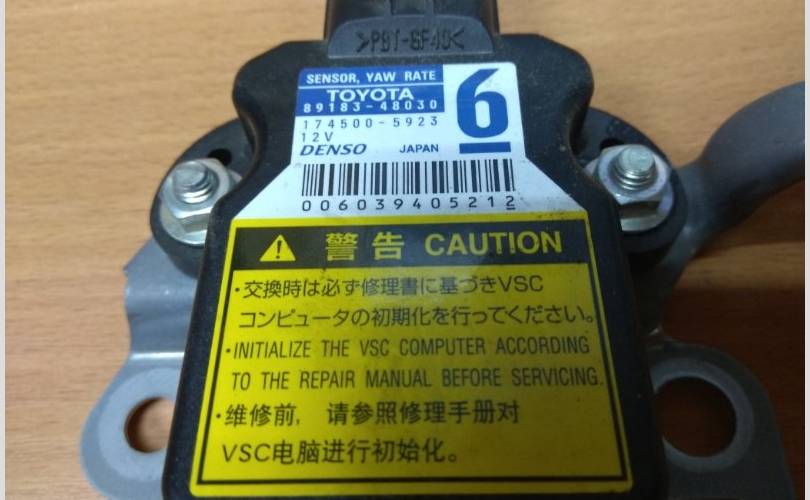 >PBT-GF40<
SENSOR, YAW RATE
TOYOTA
89183-48030
174500-5923
12V
DENSO JAPAN
6
006039405212
警告 CAUTION
・交換時は必ず修理書に基づきVSC
コンピュータの初期化を行ってください。
・INITIALIZE THE VSC COMPUTER ACCORDING
TO THE REPAIR MANUAL BEFORE SERVICING.
・维修前，请参照修理手册对
VSC电脑进行初始化。